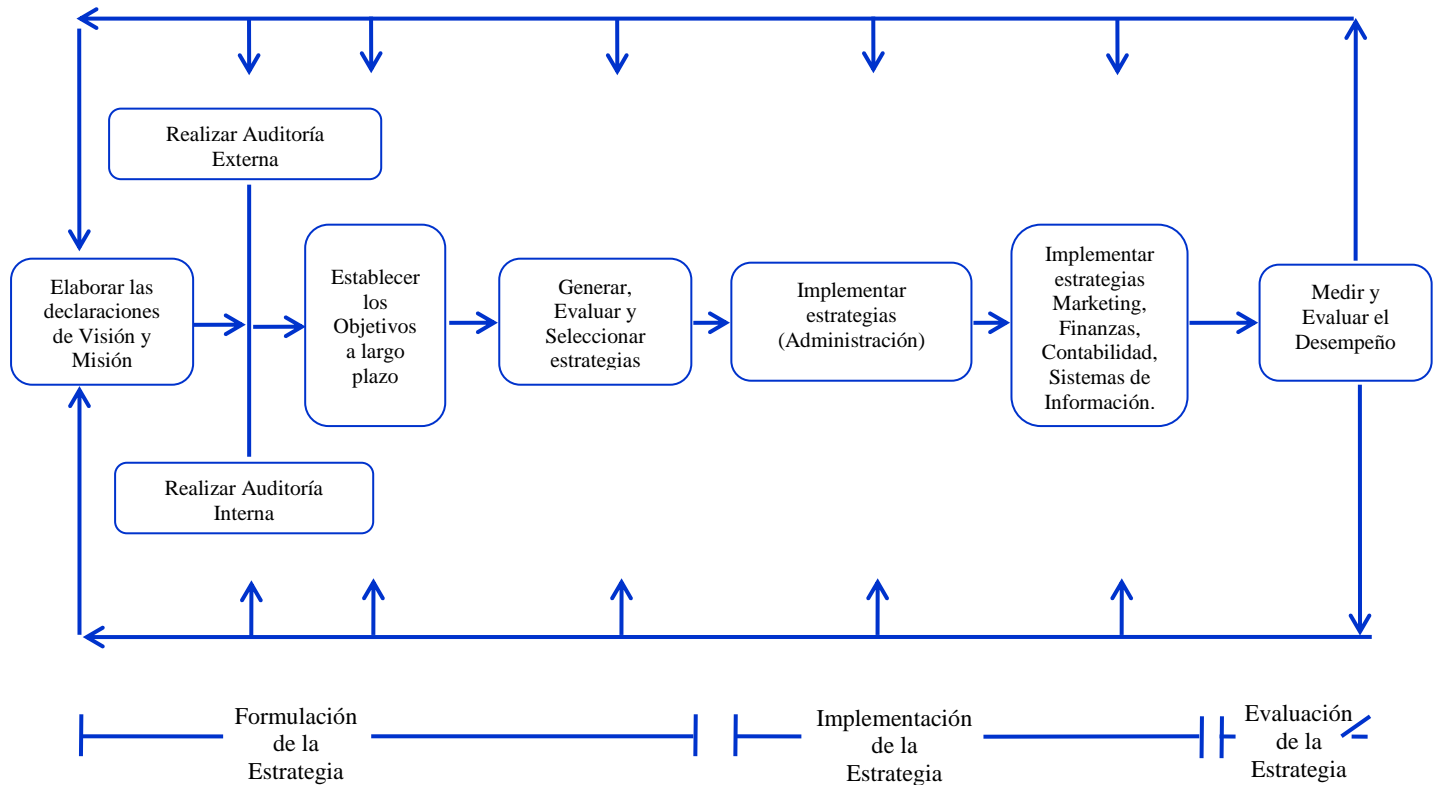 Realizar Auditoría
Externa
Elaborar las
declaraciones
de Visión y
Misión
Realizar Auditoría
Interna
Establecer
los
Objetivos
a largo
plazo
Generar,
Evaluar y
Seleccionar
estrategias
Implementar
estrategias
(Administración)
Implementar
estrategias
Marketing,
Finanzas,
Contabilidad,
Sistemas de
Información.
Medir y
Evaluar el
Desempeño
Formulación
de la
Estrategia
Implementación
de la
Estrategia
Evaluación
de la
Estrategia